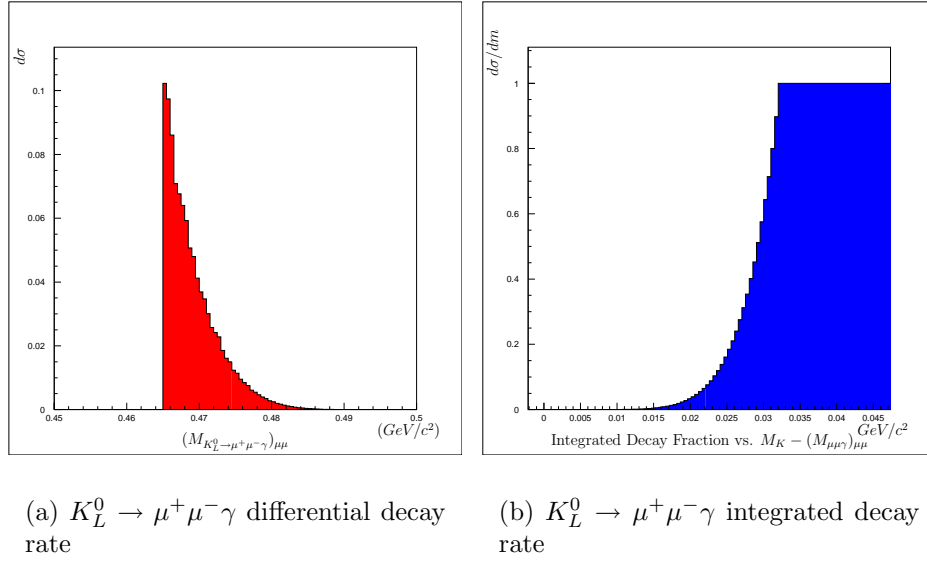 dσ
0.1
0.08
0.06
0.04
0.02
0
0.45 0.46 0.47 0.48 0.49 0.5
(GeV/c²)
(M_{K_L^0→μ⁺μ⁻γ})_{μμ}
dσ/dm
1
0.8
0.6
0.4
0.2
0
0 0.005 0.01 0.015 0.02 0.025 0.03 0.035 0.04 0.045
GeV/c²
Integrated Decay Fraction vs. M_K − (M_{μμγ})_{μμ}
(a) K_L^0 → μ⁺μ⁻γ differential decay
rate
(b) K_L^0 → μ⁺μ⁻γ integrated decay
rate